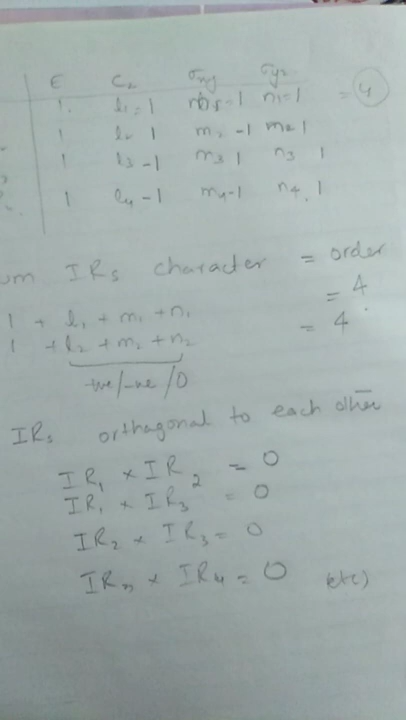 E C₂ σxy σyz
1 l₁=1 m₁=1 n₁=1 = 4
1 l₂ 1 m₂ -1 n₂ 1
1 l₃ -1 m₃ 1 n₃ 1
1 l₄ -1 m₄ -1 n₄ 1
um IRs character = order
= 4
1 + l₁ + m₁ + n₁
1 + l₂ + m₂ + n₂ = 4
+ve/-ve/0
IRs orthagonal to each other
IR₁ × IR₂ = 0
IR₁ × IR₃ = 0
IR₂ × IR₃ = 0
IR₃ × IR₄ = 0 etc)